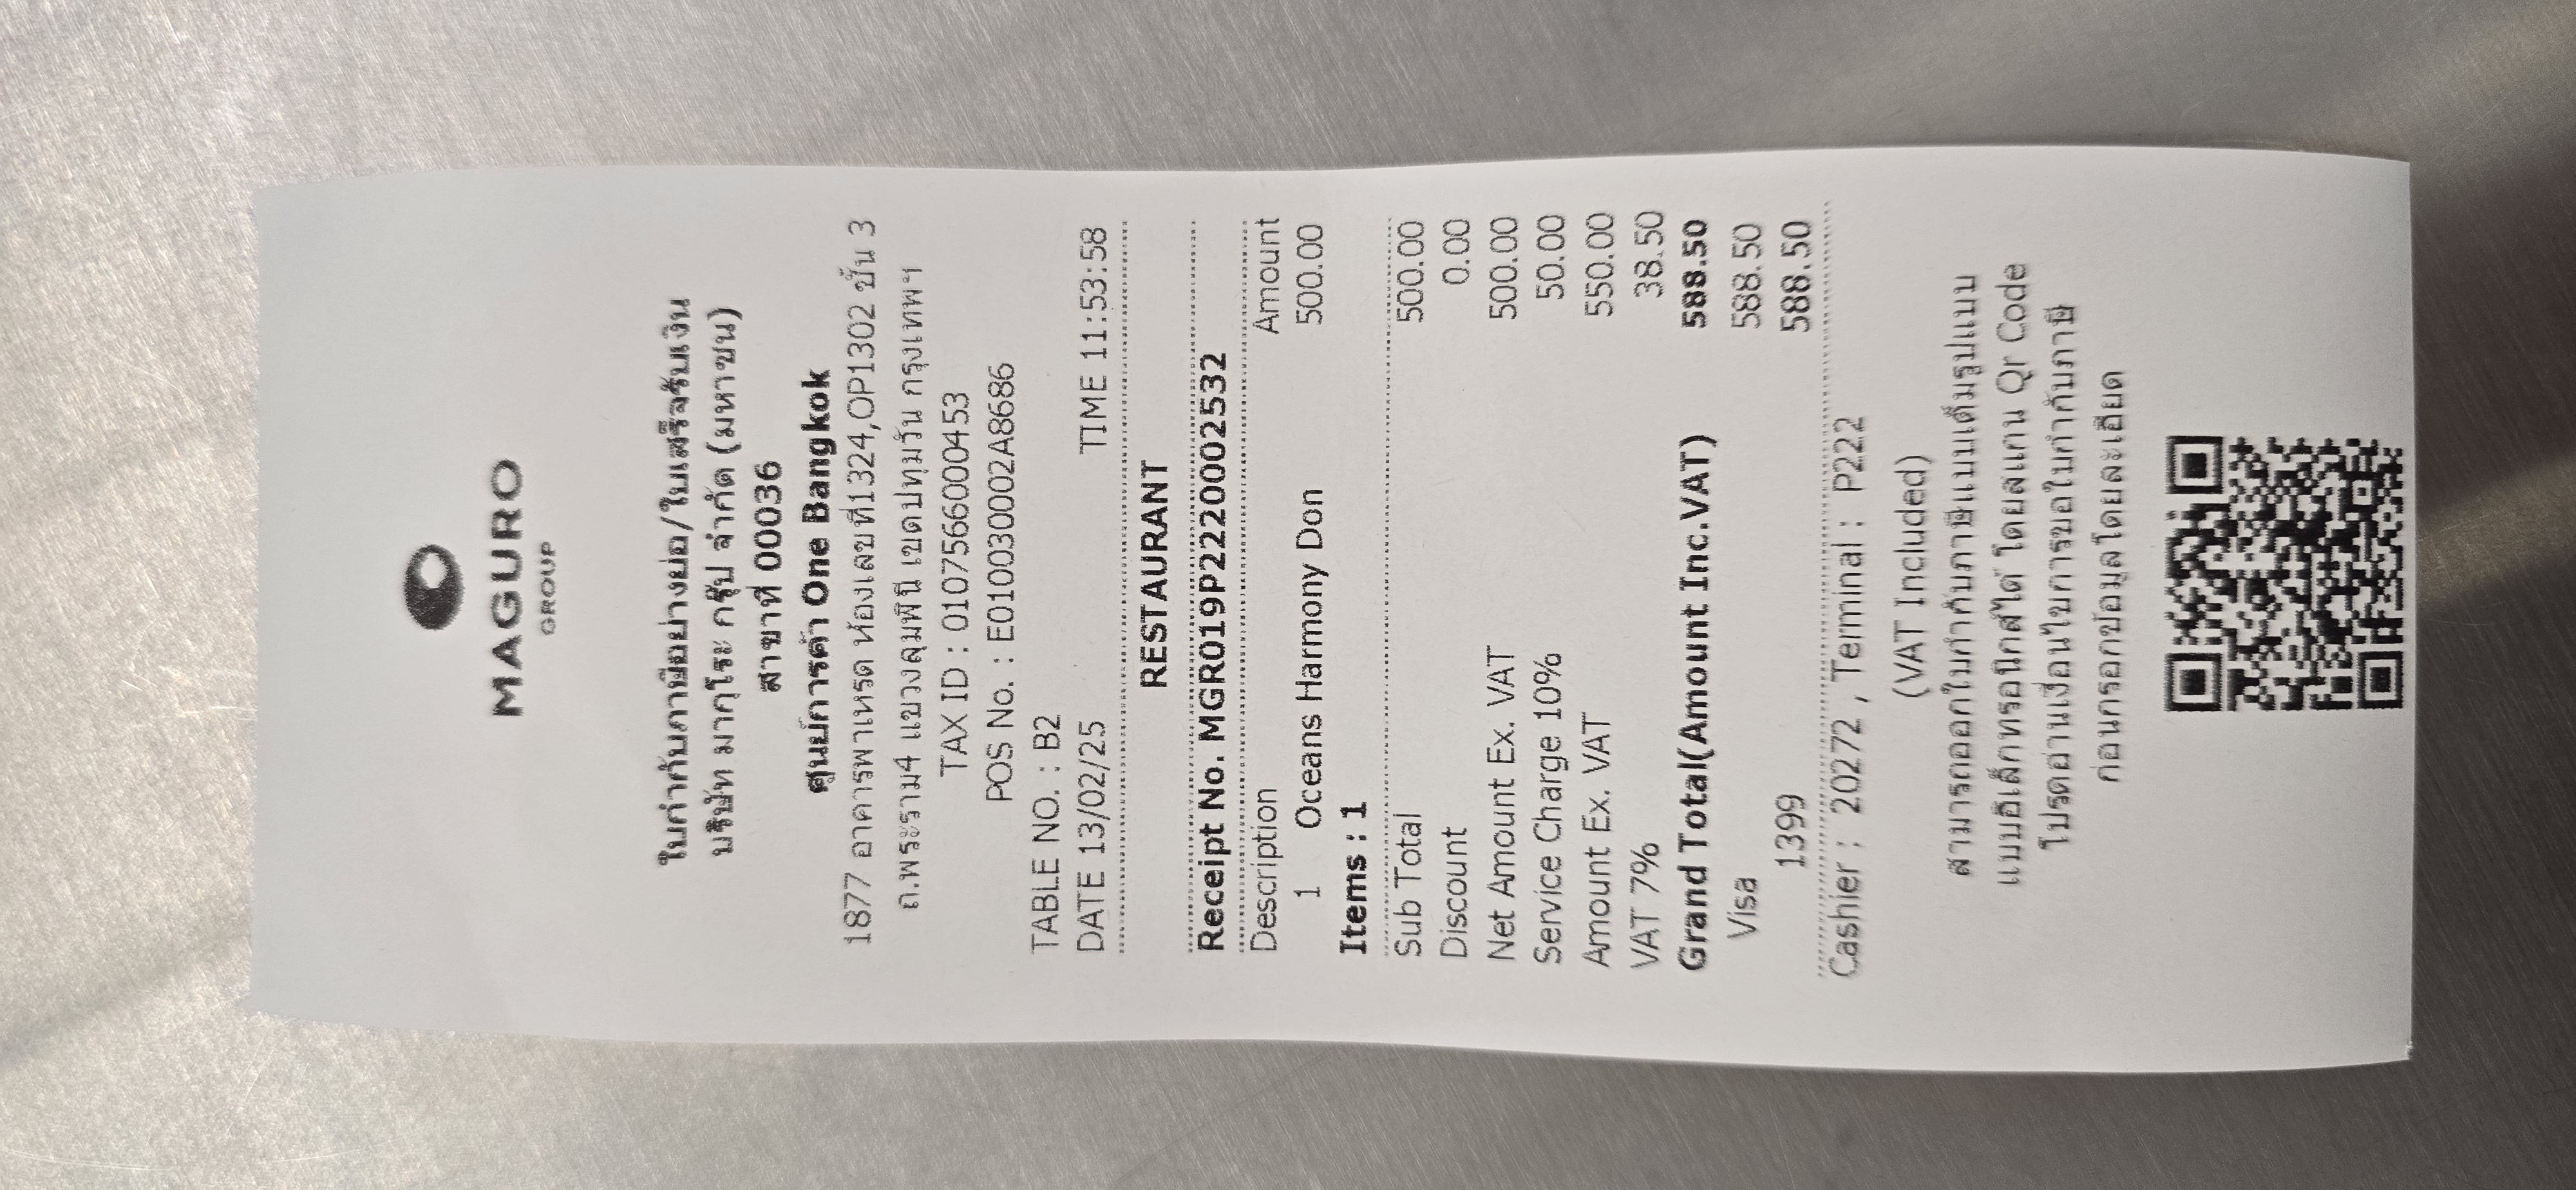 MAGURO
GROUP
ใบกำกับภาษีอย่างย่อ/ใบเสร็จรับเงิน
บริษัท มากุโระ กรุ๊ป จำกัด (มหาชน)
สาขาที่ 00036
ศูนย์การค้า One Bangkok
1877 อาคารพาเหรด ห้องเลขที่1324,OP1302 ชั้น 3
ถ.พระราม4 แขวงลุมพินี เขตปทุมวัน กรุงเทพฯ
TAX ID : 0107566000453
POS No. : E010030002A8686
TABLE NO. : B2
DATE 13/02/25 TIME 11:53:58
RESTAURANT
Receipt No. MGR019P2220002532
Description Amount
1 Oceans Harmony Don 500.00
Items : 1
Sub Total 500.00
Discount 0.00
Net Amount Ex. VAT 500.00
Service Charge 10% 50.00
Amount Ex. VAT 550.00
VAT 7% 38.50
Grand Total(Amount Inc.VAT) 588.50
Visa 588.50
1399 588.50
Cashier : 20272 , Terminal : P222
(VAT Included)
สามารถออกใบกำกับภาษีแบบเต็มรูปแบบ
แบบอิเล็กทรอนิกส์ได้ โดยสแกน Qr Code
โปรดอ่านเงื่อนไขการขอใบกำกับภาษี
ก่อนกรอกข้อมูลโดยละเอียด